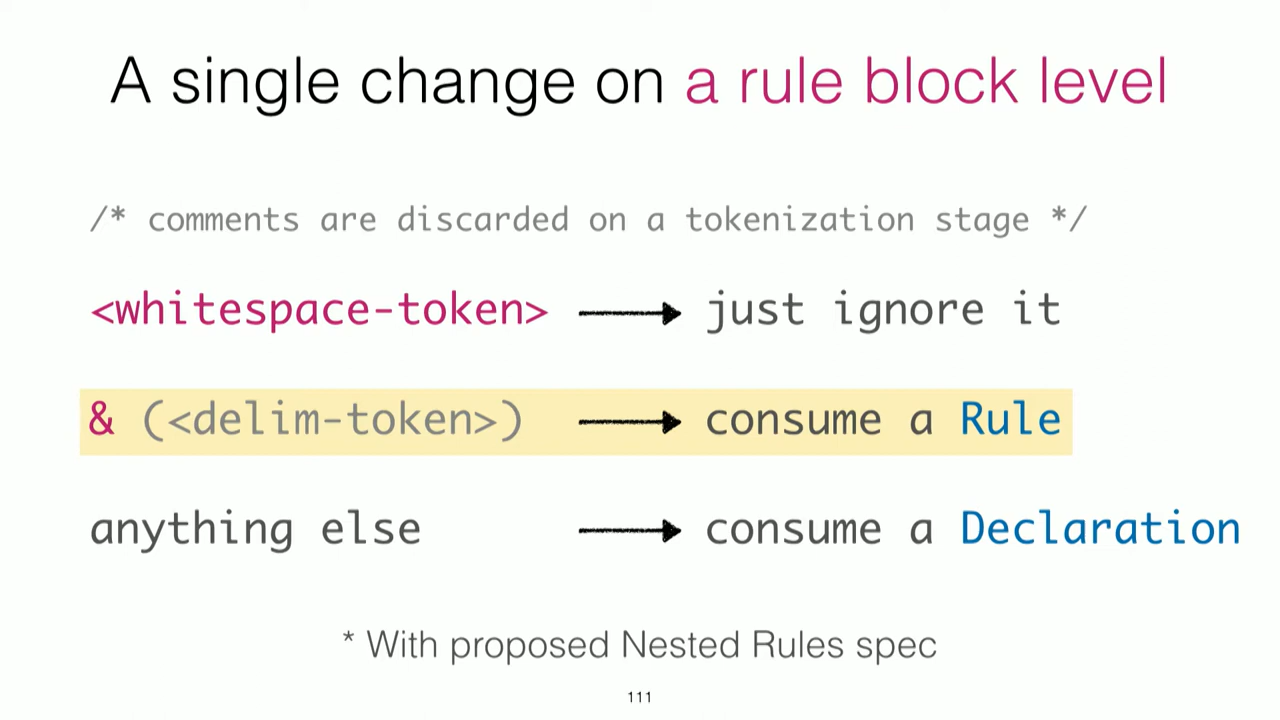 A single change on a rule block level
/* comments are discarded on a tokenization stage */
<whitespace-token> ⟶ just ignore it
& (<delim-token>) ⟶ consume a Rule
anything else ⟶ consume a Declaration
* With proposed Nested Rules spec
111